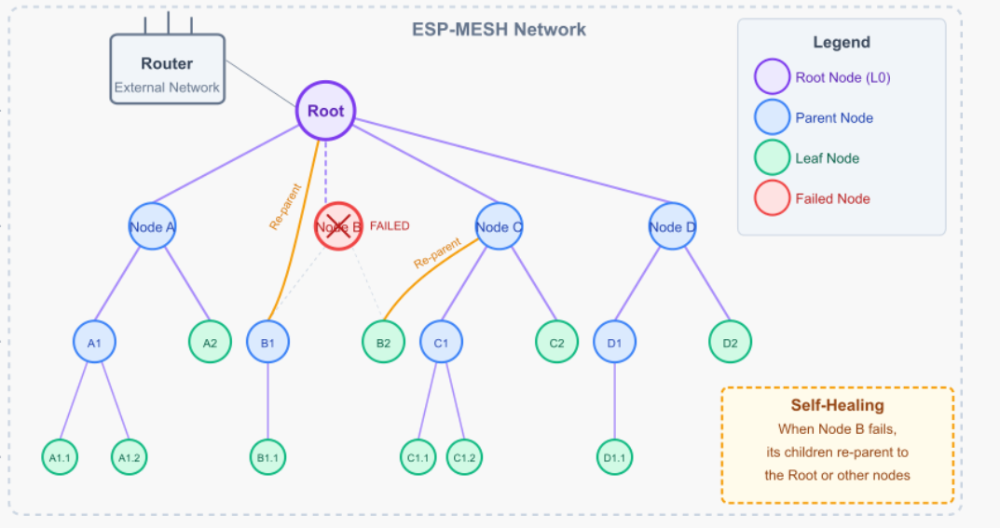 ESP-MESH Network
Router
External Network
Root
Legend
Root Node (L0)
Parent Node
Leaf Node
Failed Node
Re-parent
Re-parent
Node A
Node B
FAILED
Node C
Node D
A1
A2
B1
B2
C1
C2
D1
D2
A1.1
A1.2
B1.1
C1.1
C1.2
D1.1
Self-Healing
When Node B fails,
its children re-parent to
the Root or other nodes